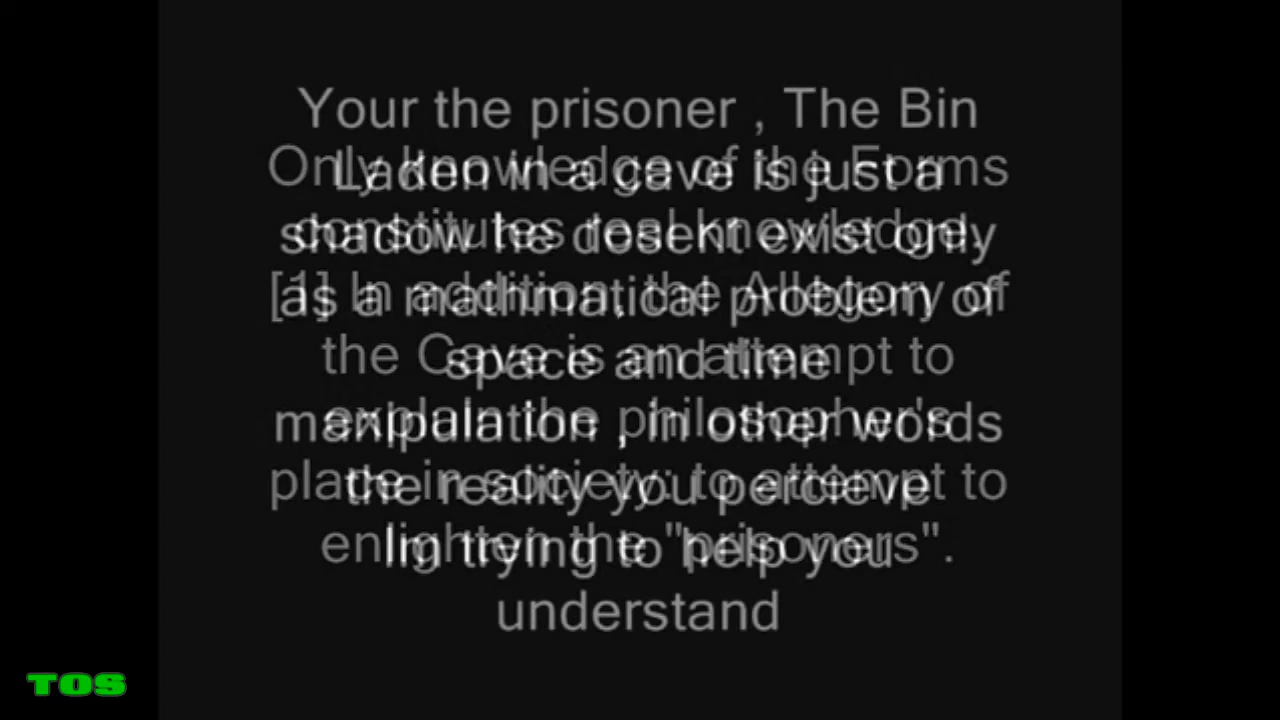 Your the prisoner , The Bin
Laden in a cave is just a
shadow he dosent exist only
as a mathmatical problem of
space and time
manipulation , in other words
the reality you percieve
Im trying to help you
understand
Only knowledge of the Forms
constitutes real knowledge.
[1] In addition, the Allegory of
the Cave is an attempt to
explain the philosopher's
place in society: to attempt to
enlighten the "prisoners".
TOS